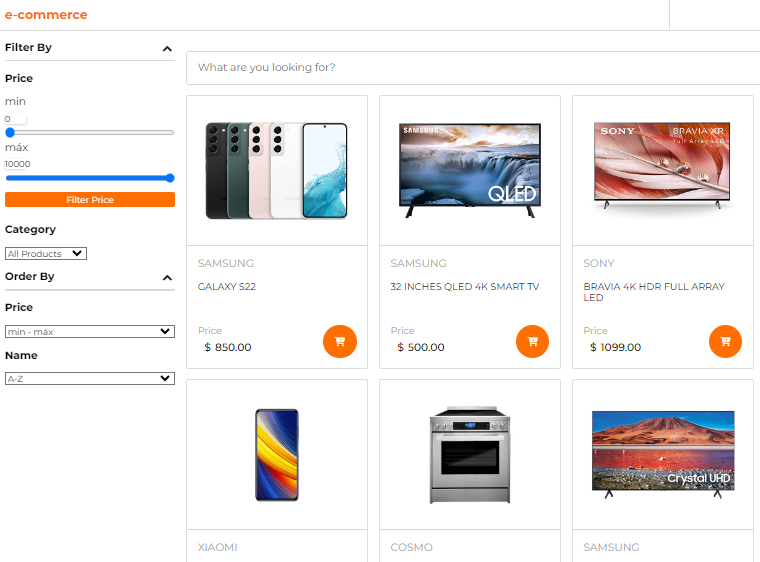 e-commerce
Filter By
Price
min
0
máx
10000
Filter Price
Category
All Products
Order By
Price
min - máx
Name
A-Z
What are you looking for?
SAMSUNG
QLED
SAMSUNG
GALAXY S22
Price
$ 850.00
SAMSUNG
32 INCHES QLED 4K SMART TV
Price
$ 500.00
SONY
BRAVIA XR
Full Array LED
SONY
BRAVIA 4K HDR FULL ARRAY
LED
Price
$ 1099.00
XIAOMI
COSMO
Crystal UHD
SAMSUNG